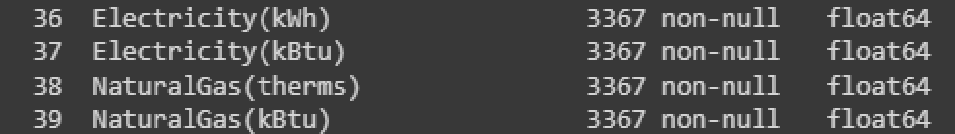 36 Electricity(kWh) 3367 non-null float64
37 Electricity(kBtu) 3367 non-null float64
38 NaturalGas(therms) 3367 non-null float64
39 NaturalGas(kBtu) 3367 non-null float64